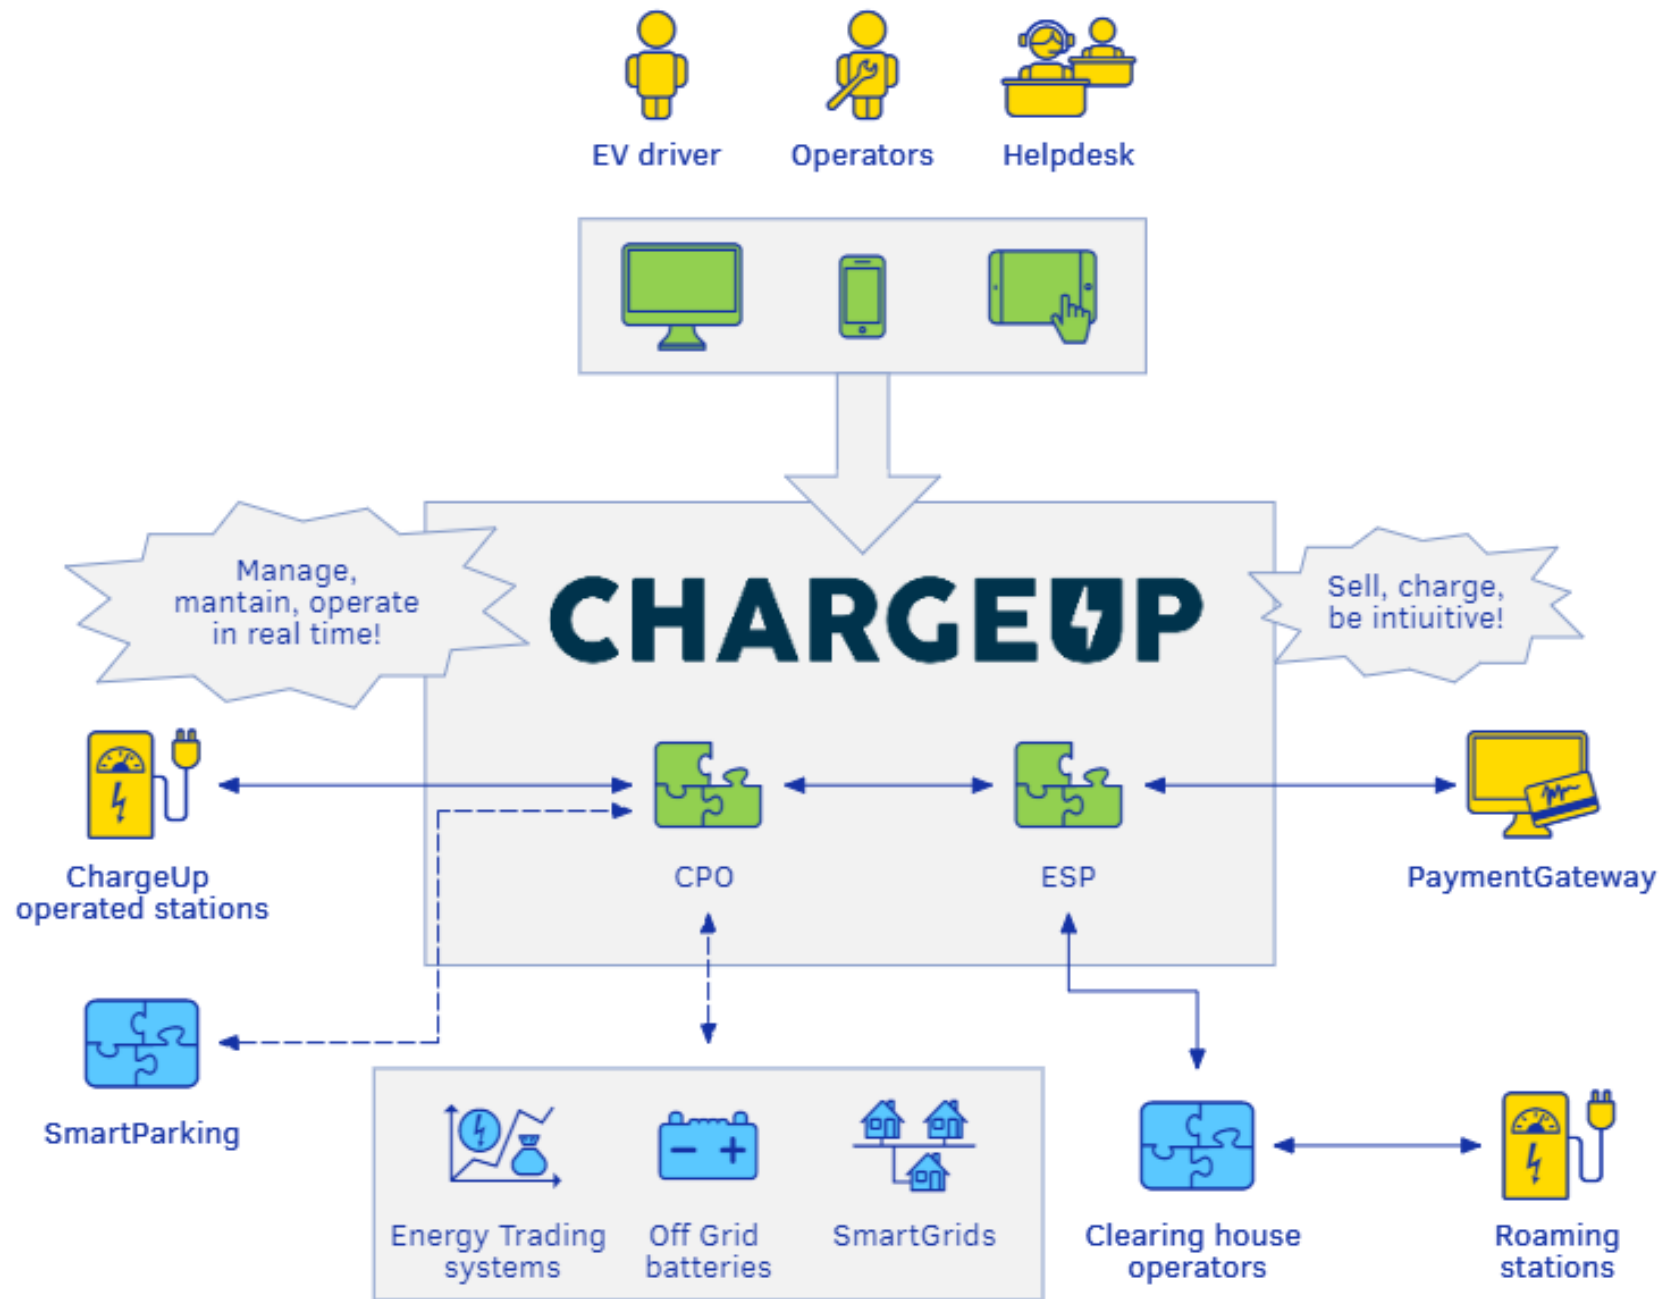 EV driver
Operators
Helpdesk
Manage,
mantain, operate
in real time!
CHARGEUP
Sell, charge,
be intiuitive!
ChargeUp
operated stations
CPO
ESP
PaymentGateway
SmartParking
Energy Trading
systems
Off Grid
batteries
SmartGrids
Clearing house
operators
Roaming
stations